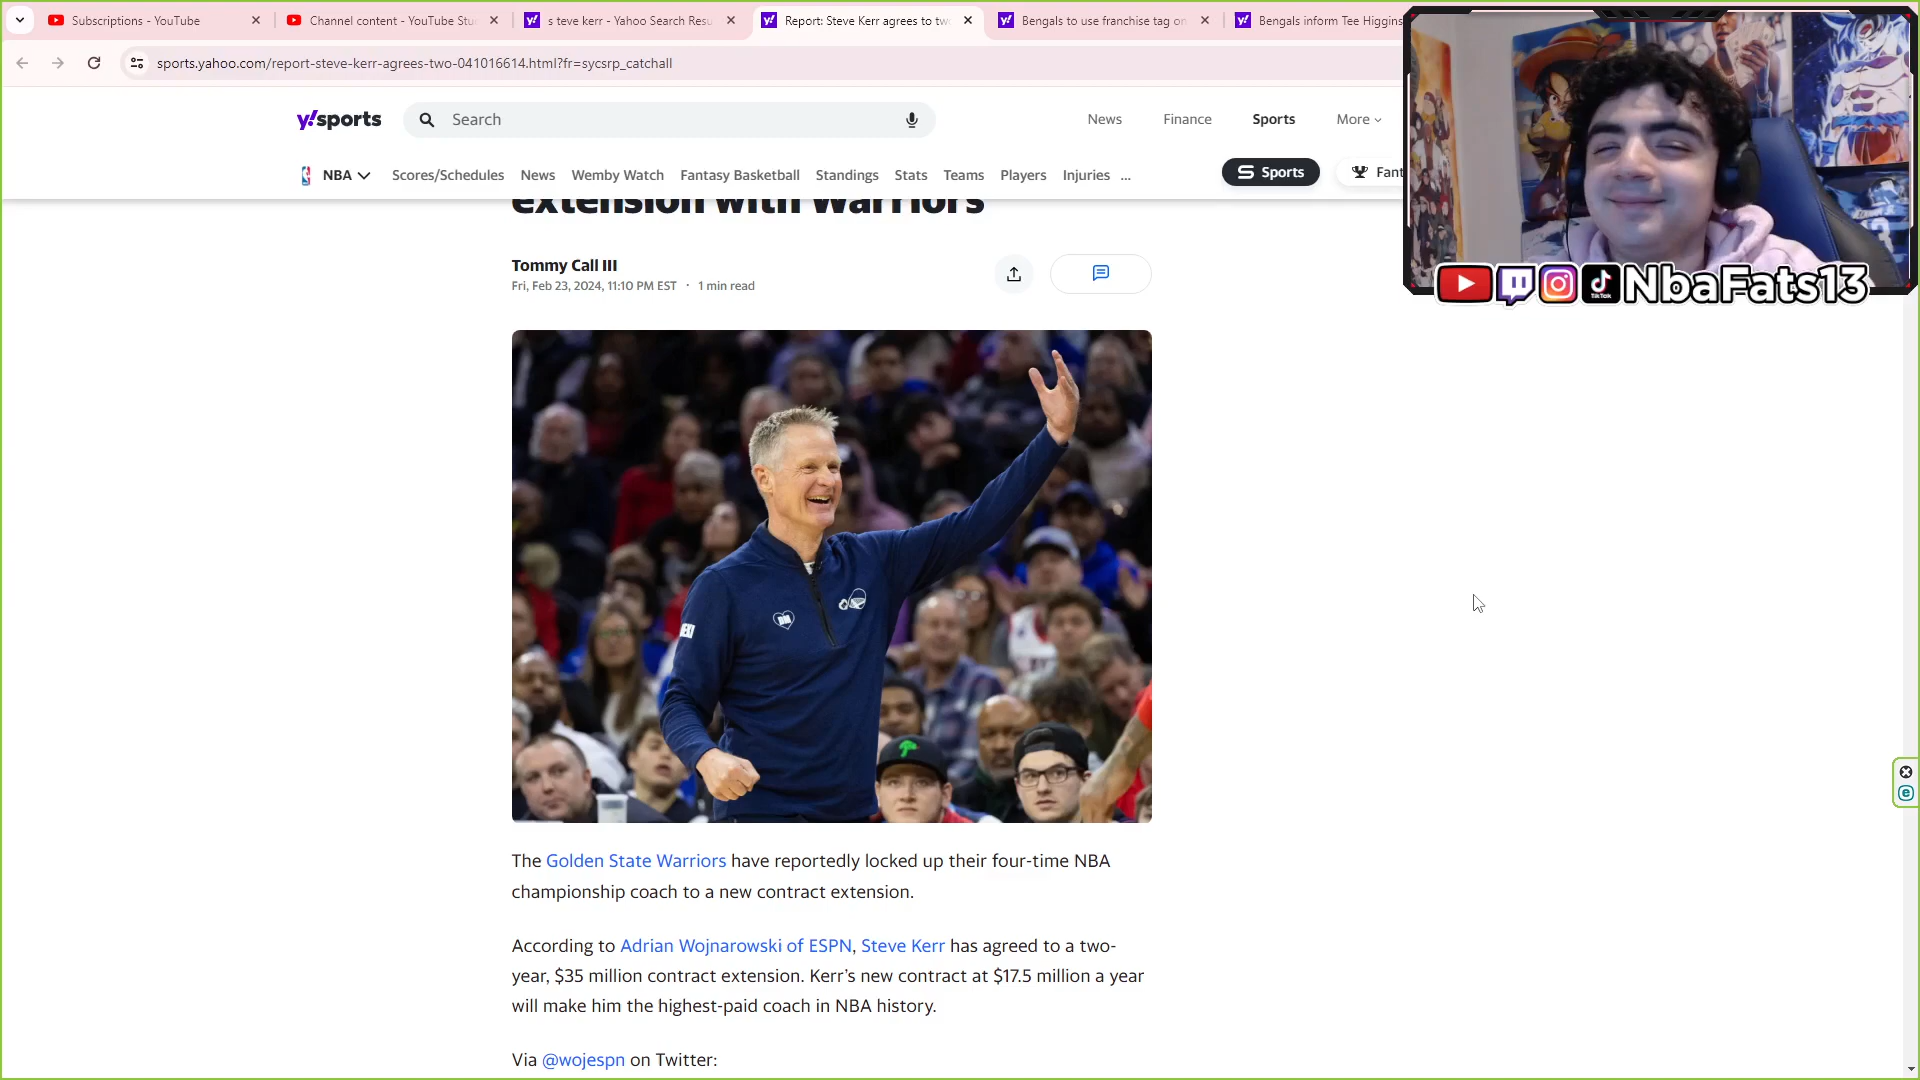 Subscriptions - YouTube
Channel content - YouTube Stu
s teve kerr - Yahoo Search Resu
Report: Steve Kerr agrees to tw
Bengals to use franchise tag on
Bengals inform Tee Higgins
sports.yahoo.com/report-steve-kerr-agrees-two-041016614.html?fr=sycsrp_catchall
y!sports
Search
News
Finance
Sports
More
NBA
Scores/Schedules
News
Wemby Watch
Fantasy Basketball
Standings
Stats
Teams
Players
Injuries
...
Sports
Fant
extension with Warriors
Tommy Call III
Fri, Feb 23, 2024, 11:10 PM EST · 1 min read
TikTok
NbaFats13
The Golden State Warriors have reportedly locked up their four-time NBA
championship coach to a new contract extension.
According to Adrian Wojnarowski of ESPN, Steve Kerr has agreed to a two-
year, $35 million contract extension. Kerr's new contract at $17.5 million a year
will make him the highest-paid coach in NBA history.
Via @wojespn on Twitter: